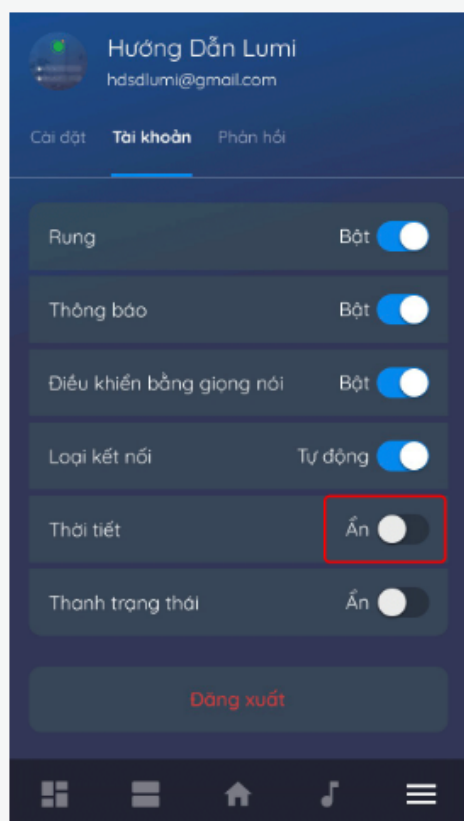 Hướng Dẫn Lumi
hdsdlumi@gmail.com
Cài đặt Tài khoản Phản hồi
Rung Bật
Thông báo Bật
Điều khiển bằng giọng nói Bật
Loại kết nối Tự động
Thời tiết Ẩn
Thanh trạng thái Ẩn
Đăng xuất